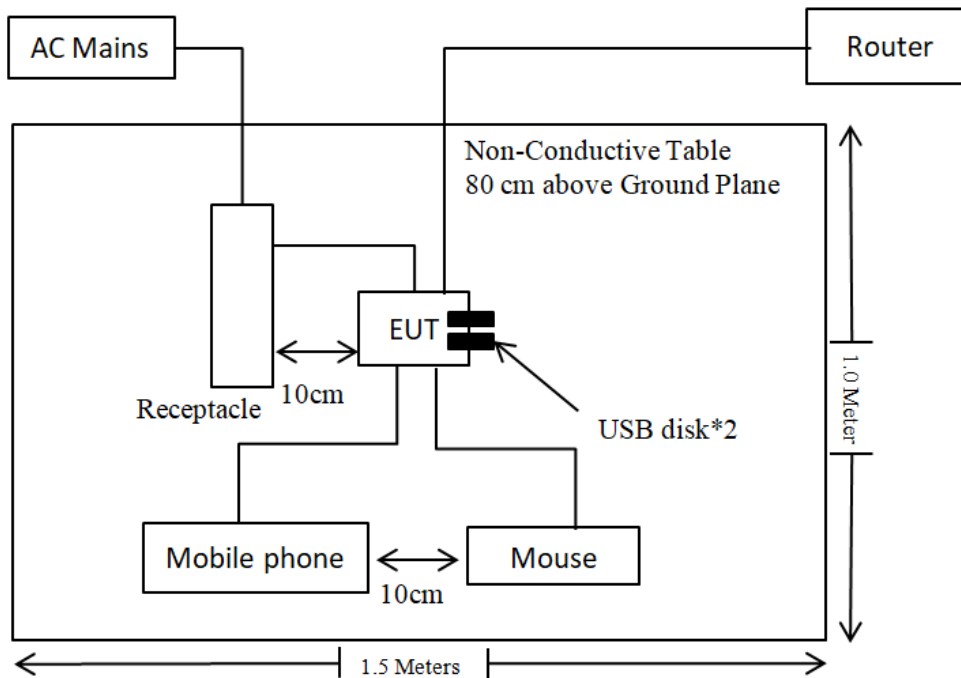 AC Mains
Router
Non-Conductive Table
80 cm above Ground Plane
EUT
10cm
Receptacle
USB disk*2
1.0 Meter
Mobile phone
Mouse
10cm
1.5 Meters